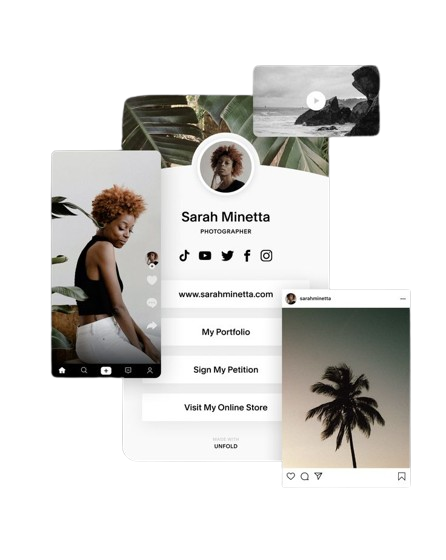 Sarah Minetta
PHOTOGRAPHER
www.sarahminetta.com
My Portfolio
Sign My Petition
Visit My Online Store
MADE WITH
UNFOLD
sarahminetta